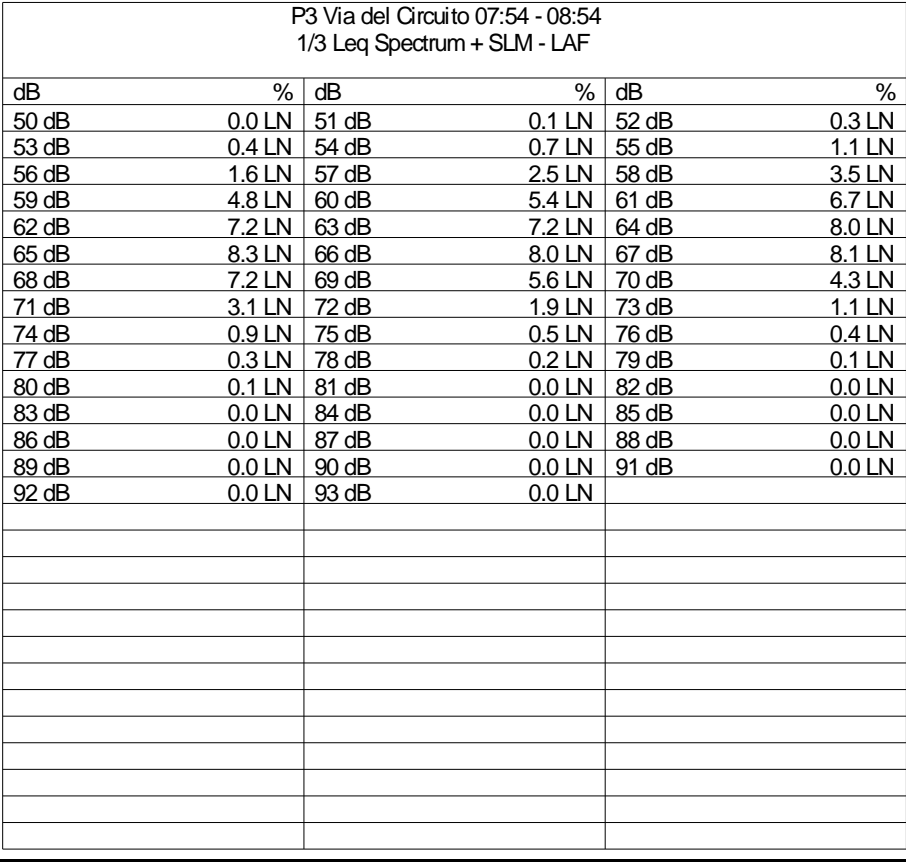 P3 Via del Circuito 07:54 - 08:54
1/3 Leq Spectrum + SLM - LAF
dB % dB % dB %
50 dB 0.0 LN 51 dB 0.1 LN 52 dB 0.3 LN
53 dB 0.4 LN 54 dB 0.7 LN 55 dB 1.1 LN
56 dB 1.6 LN 57 dB 2.5 LN 58 dB 3.5 LN
59 dB 4.8 LN 60 dB 5.4 LN 61 dB 6.7 LN
62 dB 7.2 LN 63 dB 7.2 LN 64 dB 8.0 LN
65 dB 8.3 LN 66 dB 8.0 LN 67 dB 8.1 LN
68 dB 7.2 LN 69 dB 5.6 LN 70 dB 4.3 LN
71 dB 3.1 LN 72 dB 1.9 LN 73 dB 1.1 LN
74 dB 0.9 LN 75 dB 0.5 LN 76 dB 0.4 LN
77 dB 0.3 LN 78 dB 0.2 LN 79 dB 0.1 LN
80 dB 0.1 LN 81 dB 0.0 LN 82 dB 0.0 LN
83 dB 0.0 LN 84 dB 0.0 LN 85 dB 0.0 LN
86 dB 0.0 LN 87 dB 0.0 LN 88 dB 0.0 LN
89 dB 0.0 LN 90 dB 0.0 LN 91 dB 0.0 LN
92 dB 0.0 LN 93 dB 0.0 LN